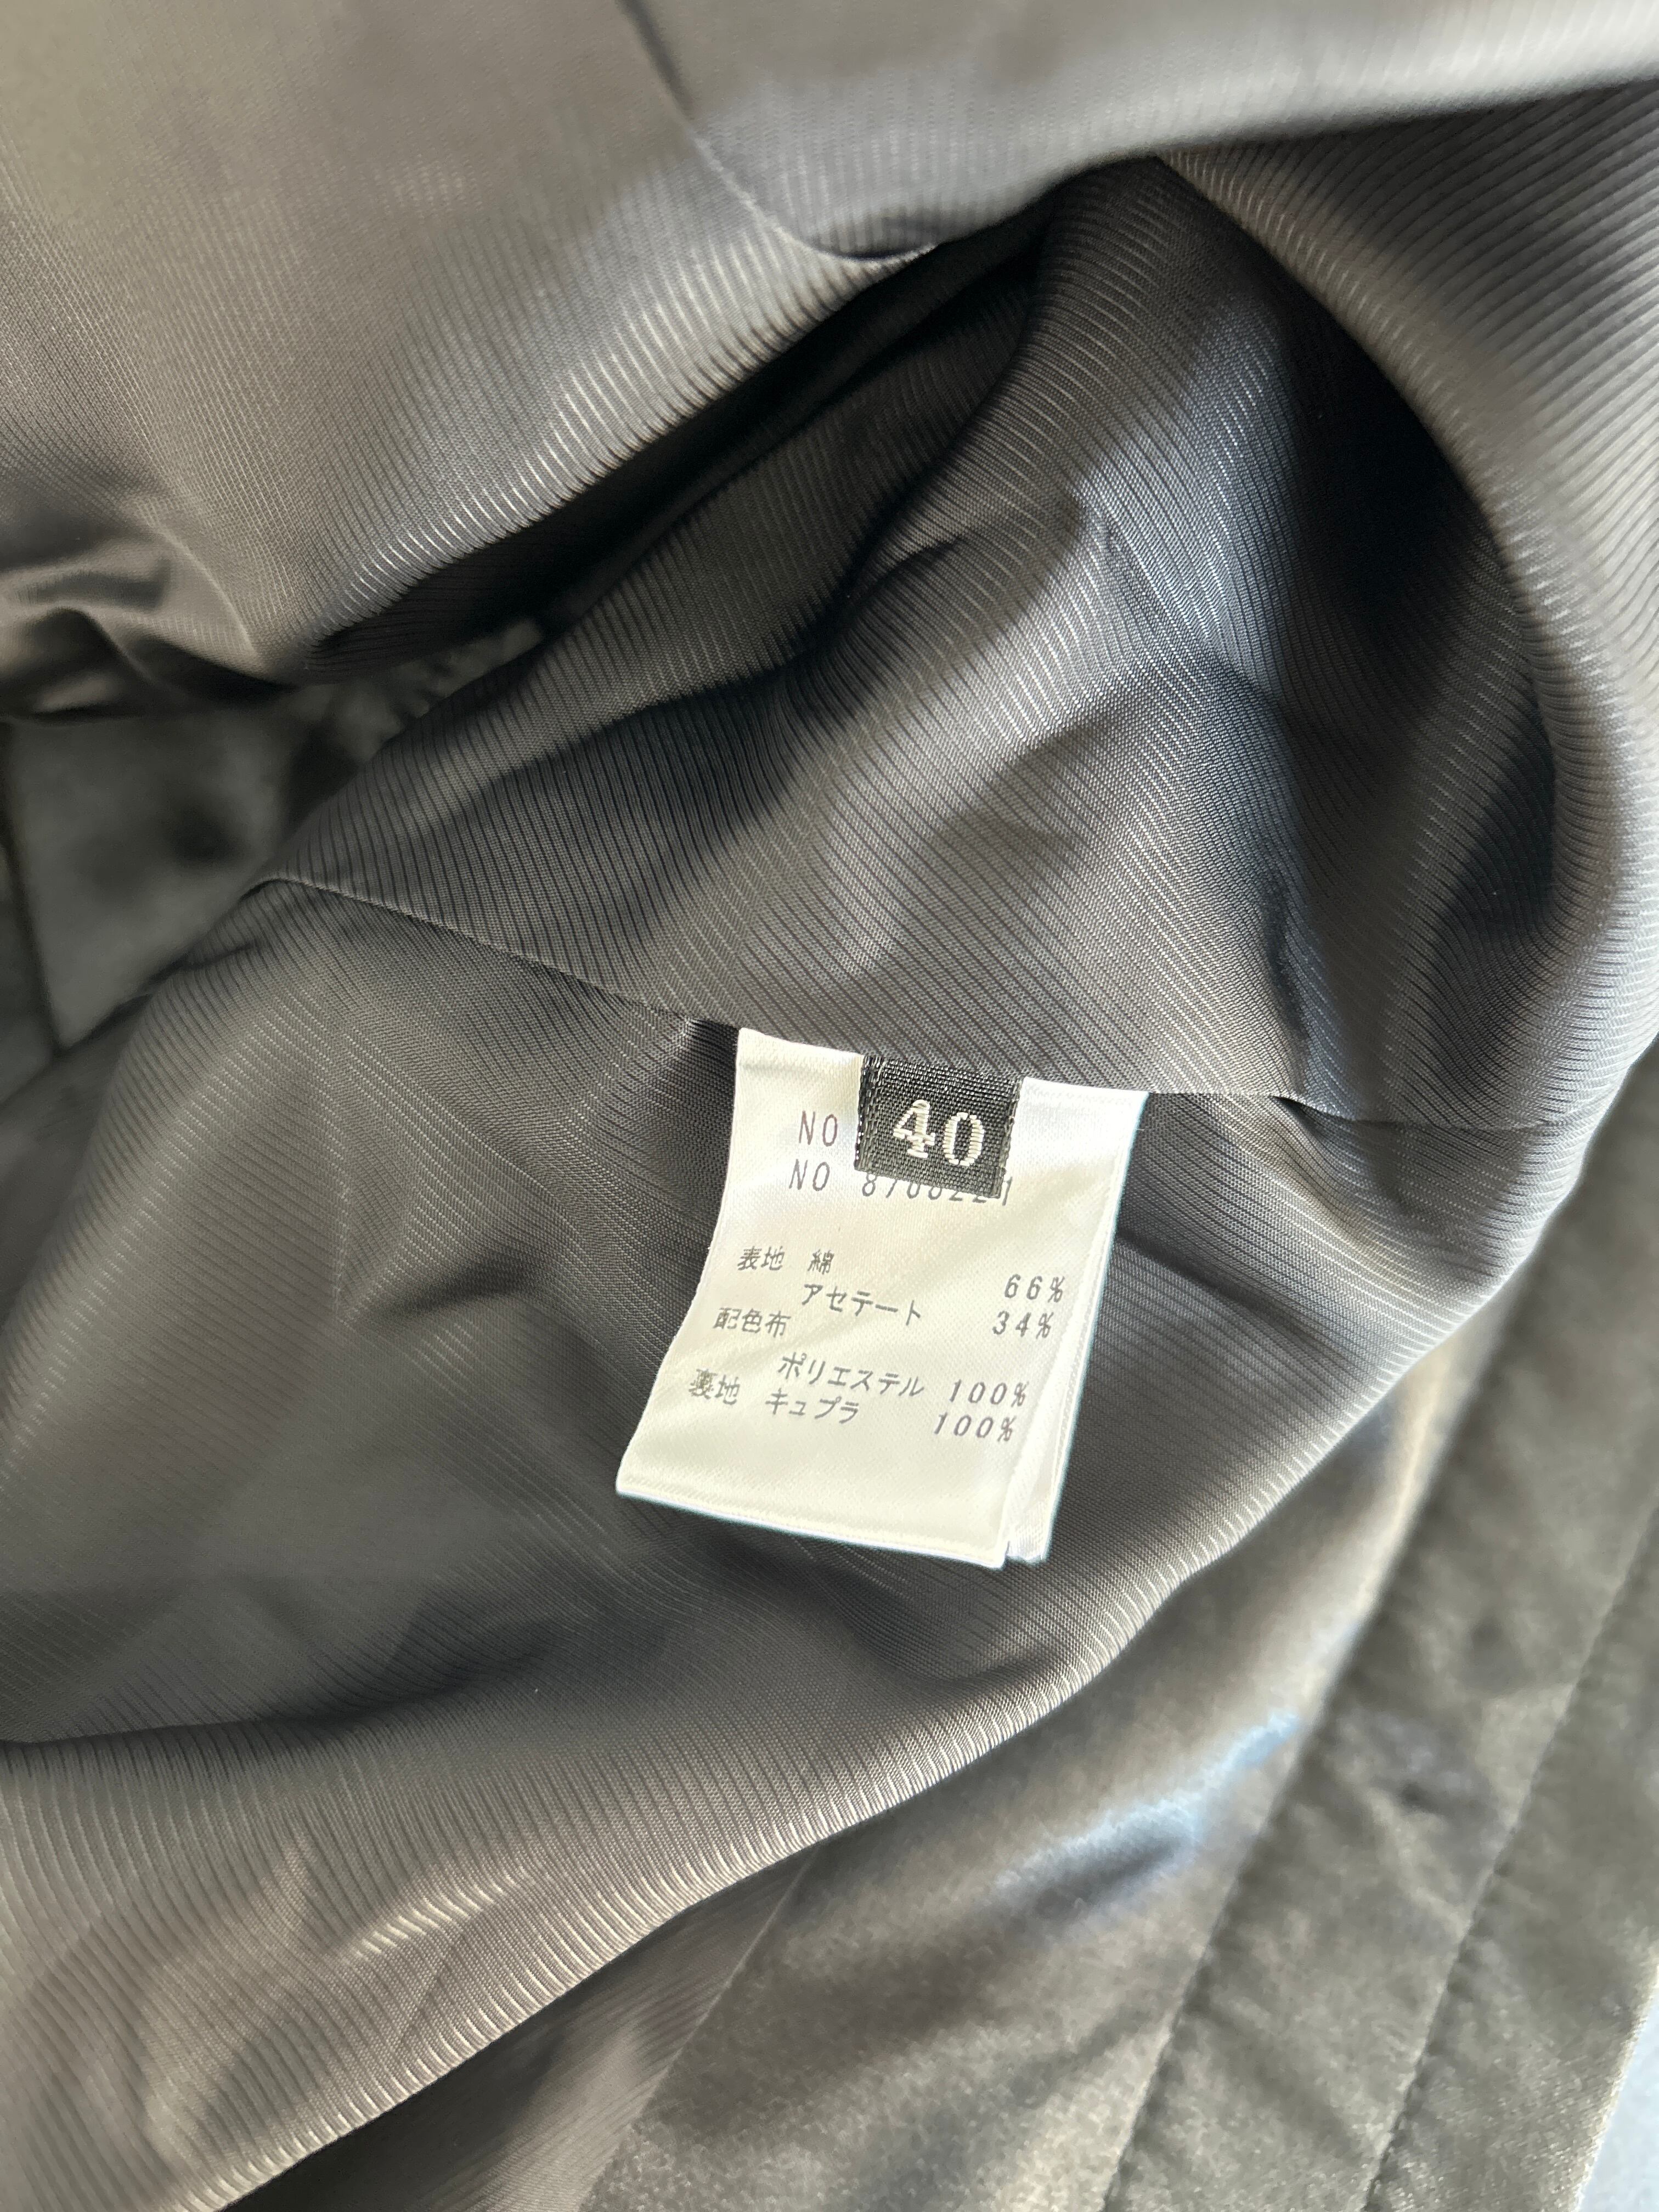 40
NO
NO
表地 綿 66%
アセテート 34%
配色布
ポリエステル 100%
裏地 キュプラ 100%